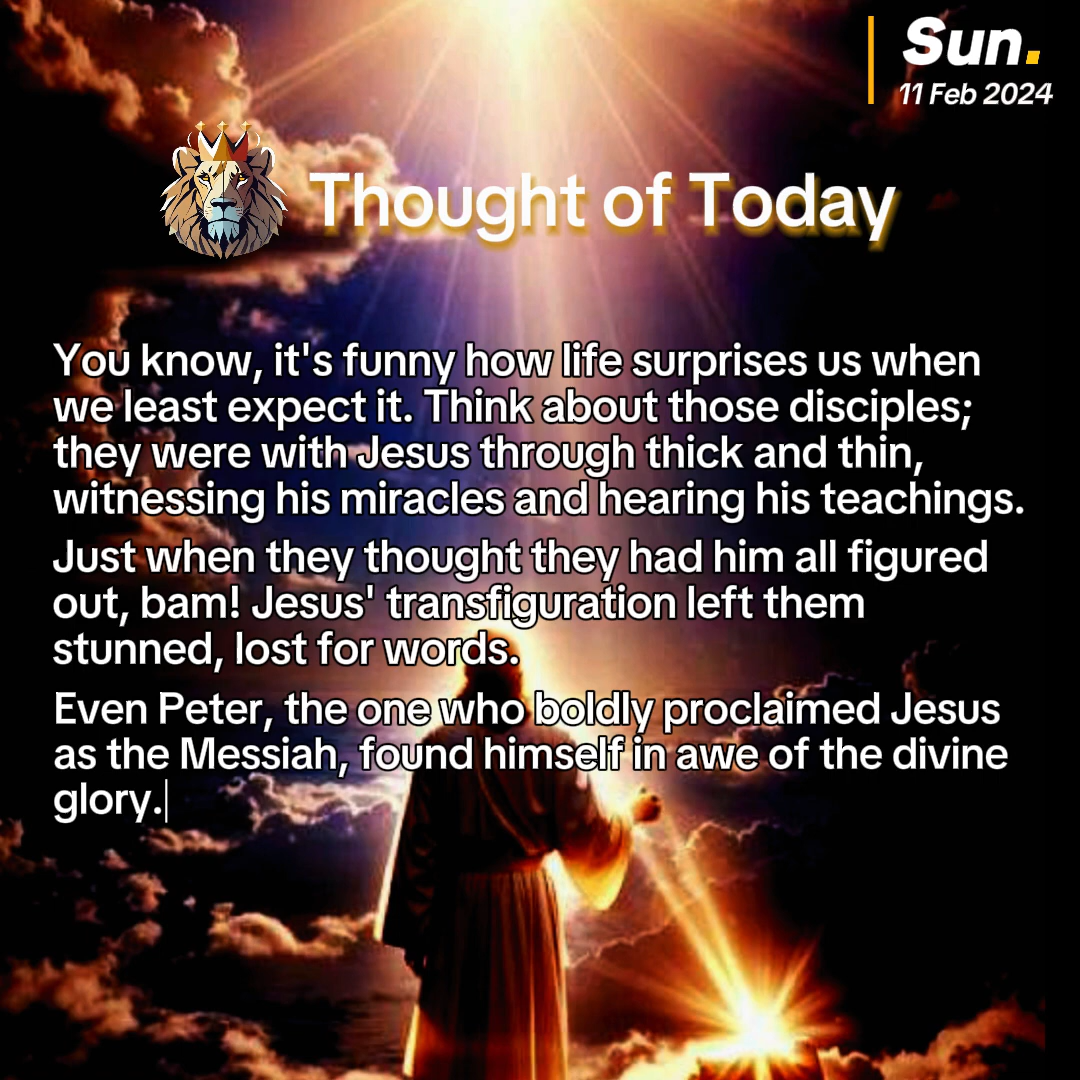 Sun.
11 Feb 2024
Thought of Today
You know, it's funny how life surprises us when
we least expect it. Think about those disciples;
they were with Jesus through thick and thin,
witnessing his miracles and hearing his teachings.
Just when they thought they had him all figured
out, bam! Jesus' transfiguration left them
stunned, lost for words.
Even Peter, the one who boldly proclaimed Jesus
as the Messiah, found himself in awe of the divine
glory.